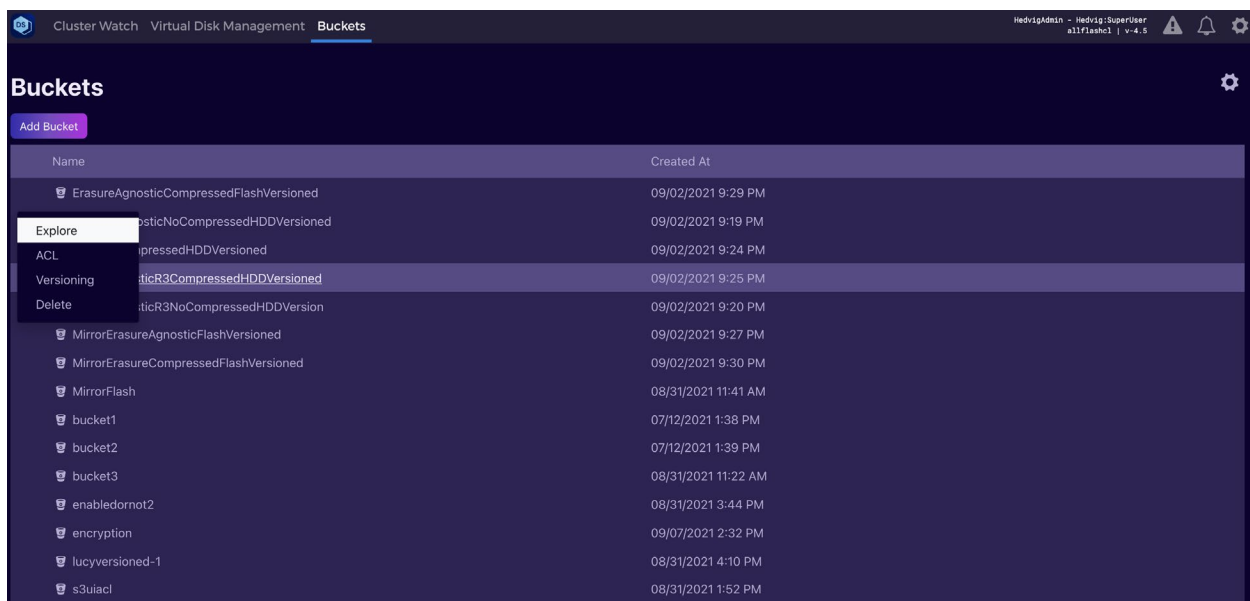 DS Cluster Watch Virtual Disk Management Buckets HedvigAdmin - Hedvig:SuperUser
allflashcl | v-4.5
Buckets
Add Bucket
Name Created At
ErasureAgnosticCompressedFlashVersioned 09/02/2021 9:29 PM
osticNoCompressedHDDVersioned 09/02/2021 9:19 PM
Explore
pressedHDDVersioned 09/02/2021 9:24 PM
ACL
Versioning ticR3CompressedHDDVersioned 09/02/2021 9:25 PM
Delete ticR3NoCompressedHDDVersion 09/02/2021 9:20 PM
MirrorErasureAgnosticFlashVersioned 09/02/2021 9:27 PM
MirrorErasureCompressedFlashVersioned 09/02/2021 9:30 PM
MirrorFlash 08/31/2021 11:41 AM
bucket1 07/12/2021 1:38 PM
bucket2 07/12/2021 1:39 PM
bucket3 08/31/2021 11:22 AM
enabledornot2 08/31/2021 3:44 PM
encryption 09/07/2021 2:32 PM
lucyversioned-1 08/31/2021 4:10 PM
s3uiacl 08/31/2021 1:52 PM